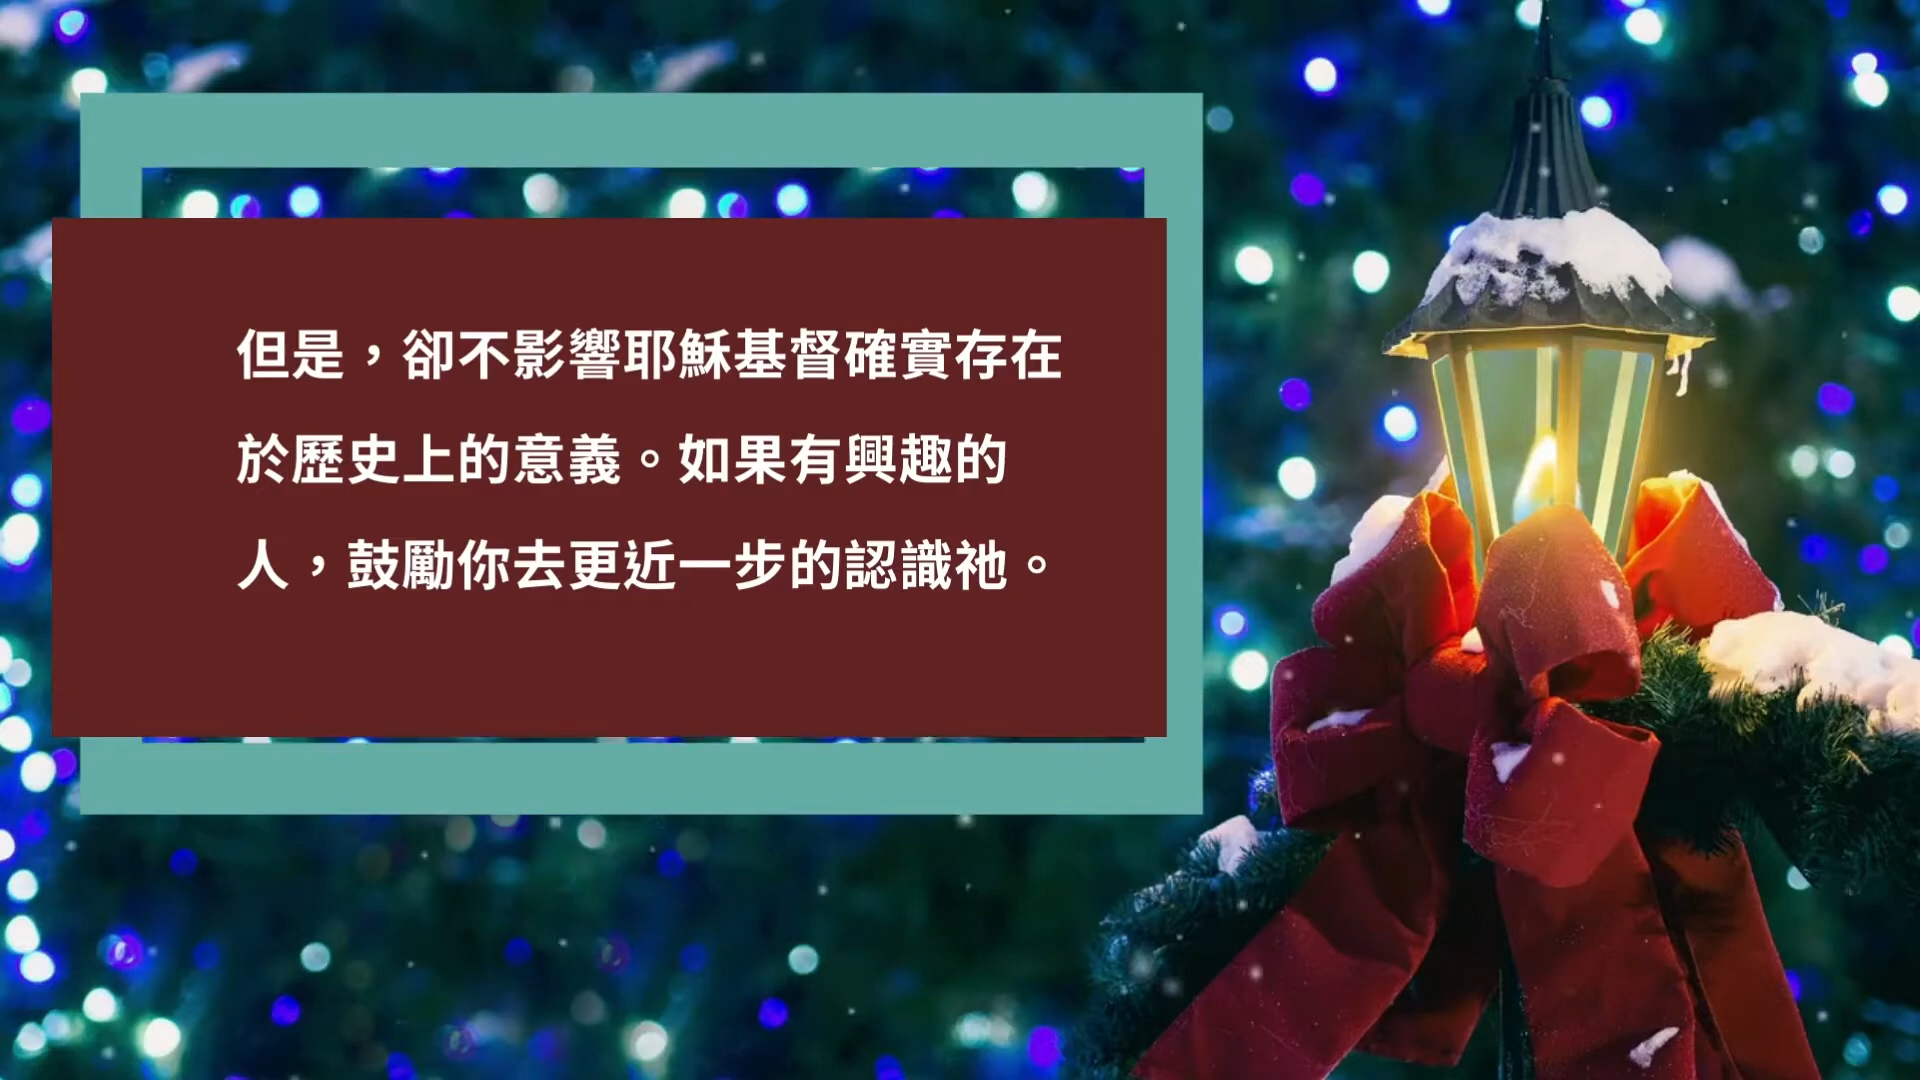 但是，卻不影響耶穌基督確實存在
於歷史上的意義。如果有興趣的
人，鼓勵你去更近一步的認識祂。